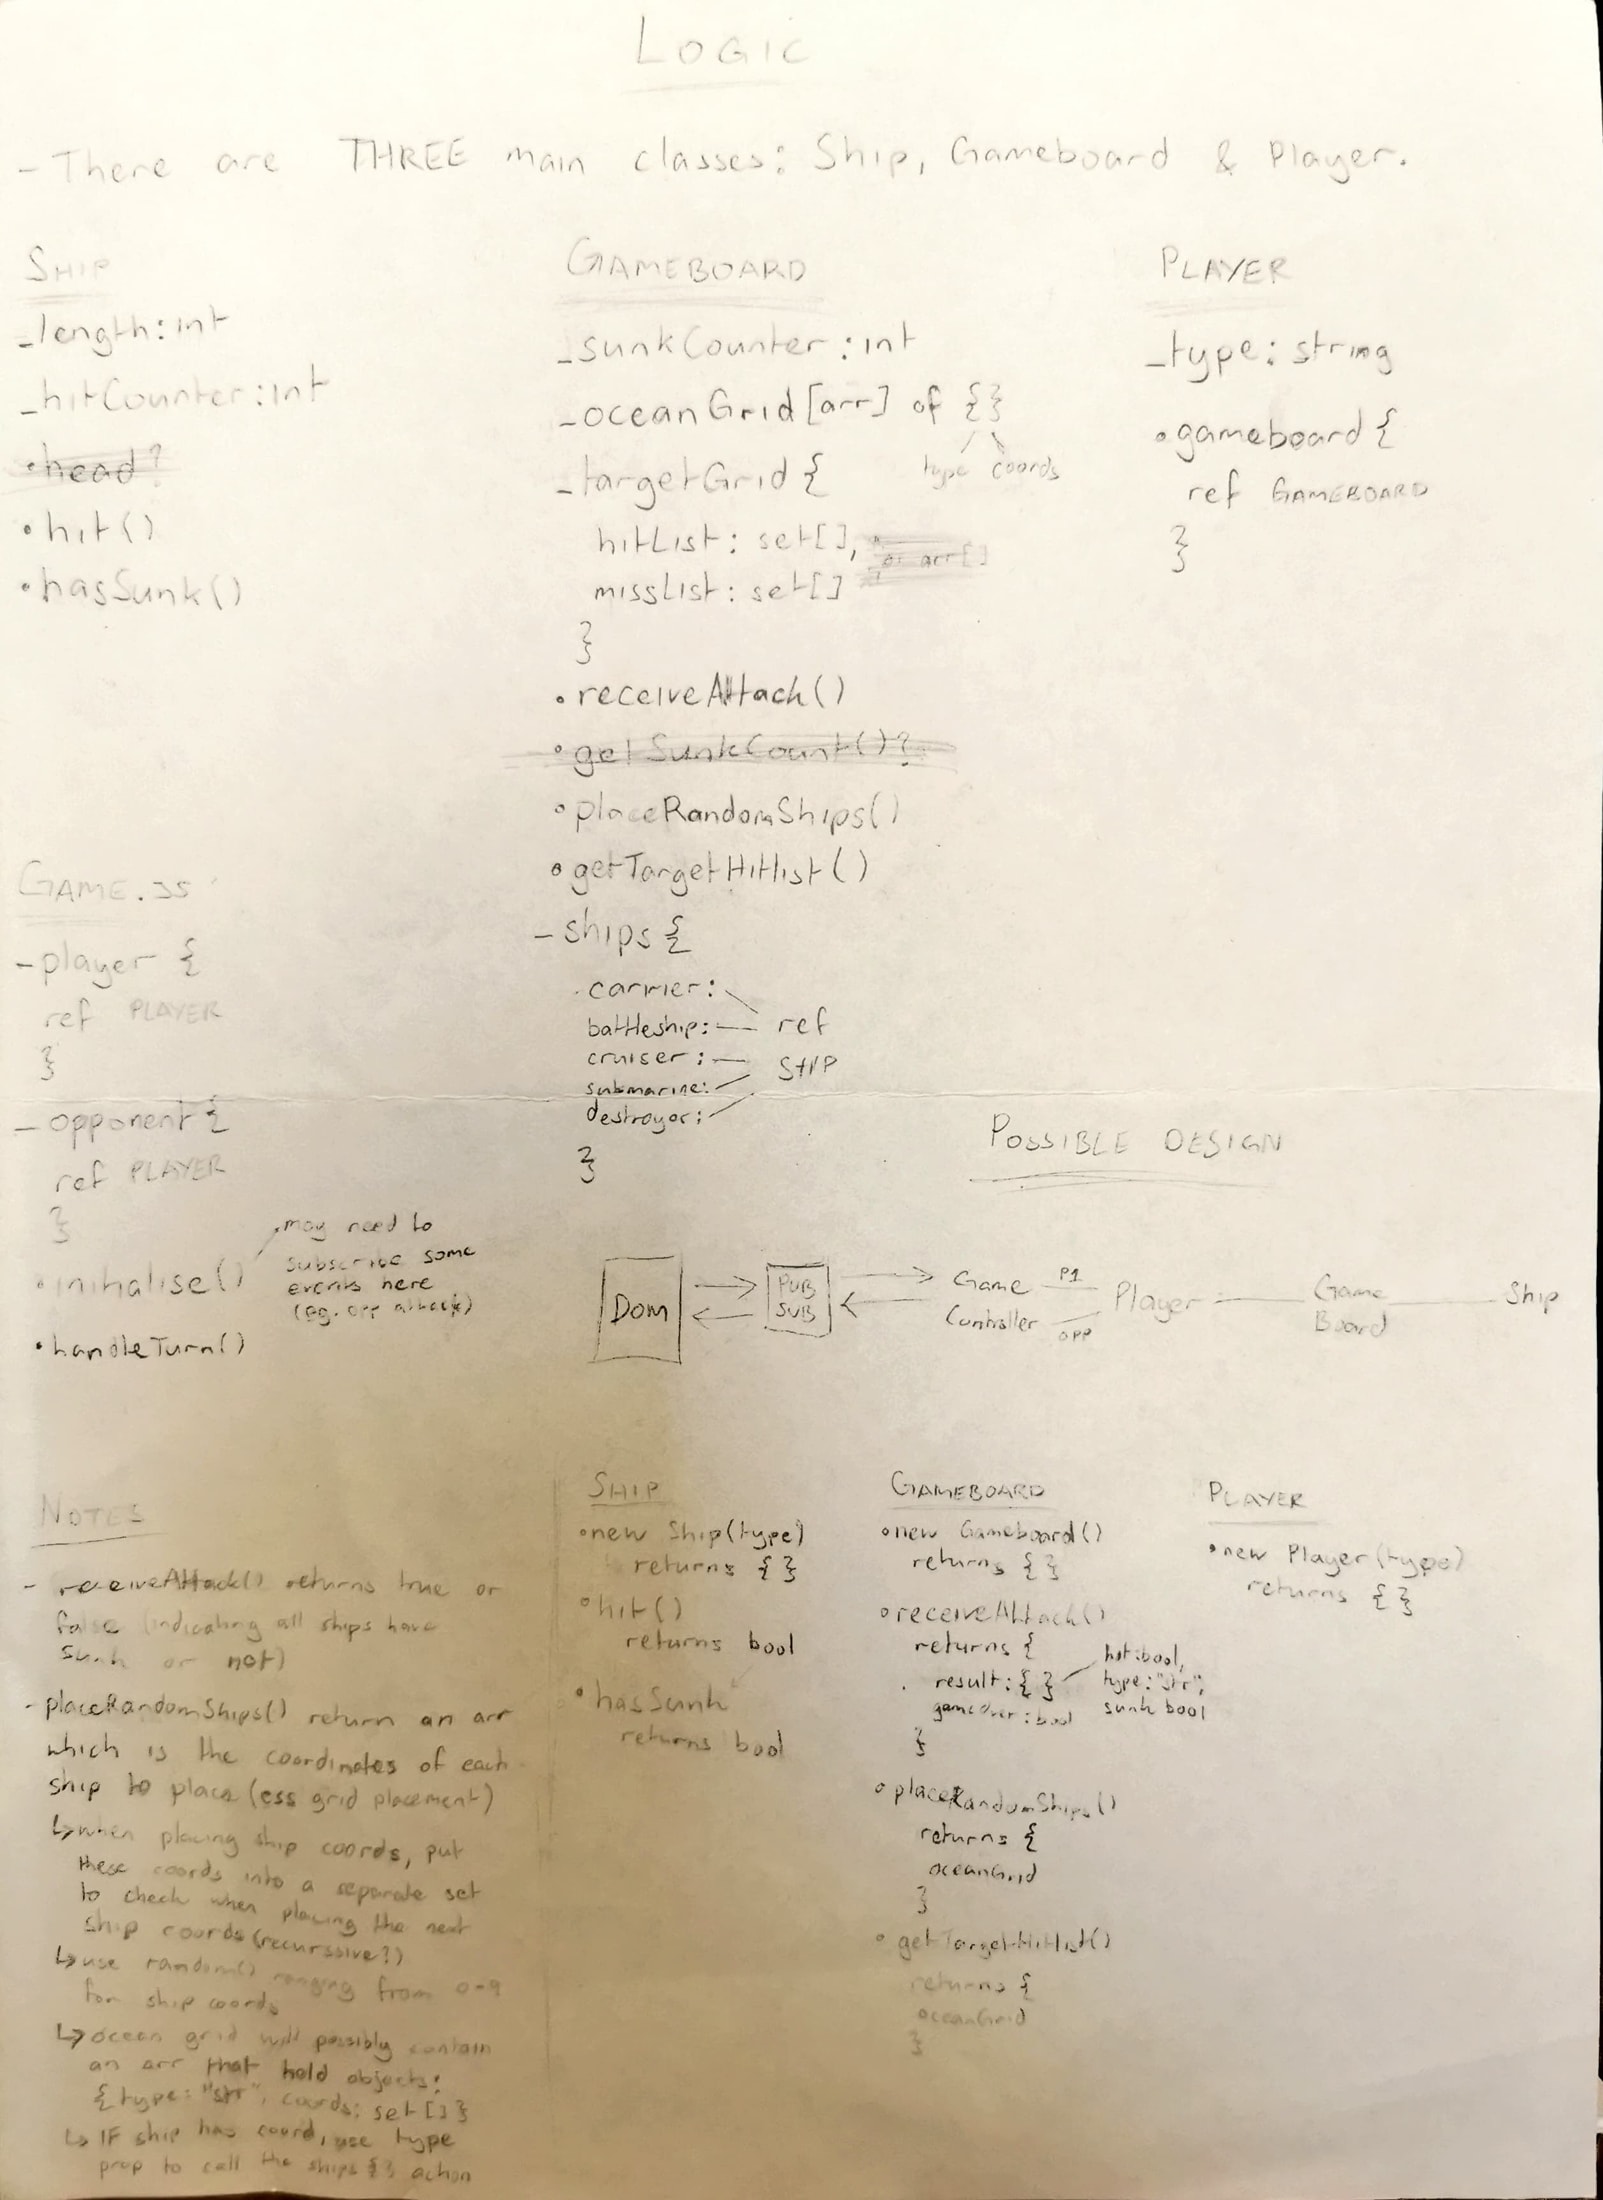 LOGIC
- There are THREE main classes: Ship, Gameboard & Player.
SHIP
_length: int
_hitCounter: int
•head?
•hit()
•hasSunk()
GAMEBOARD
_sunkCounter: int
_oceanGrid[arr] of {}
type coords
_targetGrid {
hitList: set[],
or arr[]
missList: set[]
}
•receiveAttack()
•getSunkCount()?
•placeRandomShips()
•getTargetHitlist()
- ships {
carrier:
battleship:
cruiser:
submarine:
destroyor:
ref
SHIP
}
PLAYER
_type: string
•gameboard {
ref GAMEBOARD
}
GAME.JS
- player {
ref PLAYER
}
- opponent {
ref PLAYER
}
•initialise()
may need to
subscribe some
events here
(eg. opp attack)
•handleTurn()
POSSIBLE DESIGN
DOM
PUB
SUB
Game
Controller
P1
OPP
Player
Game
Board
Ship
NOTES
- receiveAttack() returns true or
false (indicating all ships have
sunk or not)
- placeRandomShips() return an arr
which is the coordinates of each
ship to place (css grid placement)
↳ when placing ship coords, put
these coords into a separate set
to check when placing the next
ship coords (recurssive?)
↳ use random() ranging from 0-9
for ship coords
↳ ocean grid will possibly contain
an arr that hold objects:
{ type: "str", coords: set[] }
↳ IF ship has coord, use type
prop to call the ships {} action
SHIP
•new Ship(type)
returns { }
•hit()
returns bool
•hasSunk
returns bool
GAMEBOARD
•new Gameboard()
returns { }
•receiveAttack()
returns {
result: { }
hit: bool,
type: "str",
sunk bool
gameOver: bool
}
•placeRandomShips()
returns {
oceanGrid
}
•getTargetHitlist()
returns {
oceanGrid
}
PLAYER
•new Player(type)
returns { }